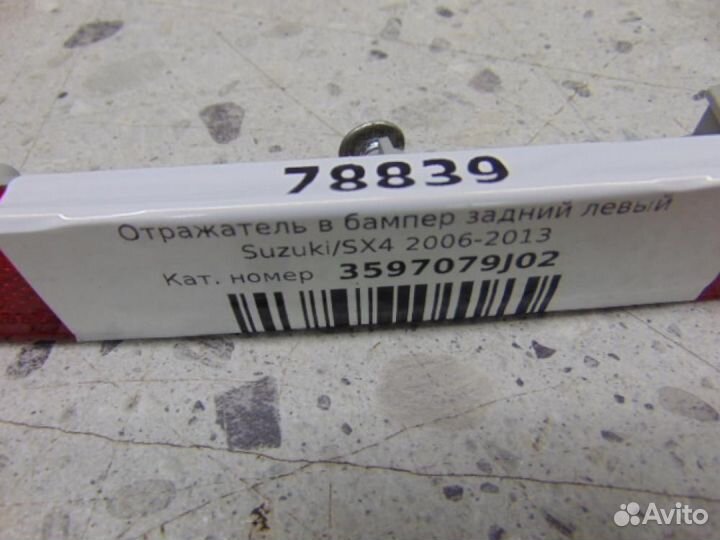 78839
Отражатель в бампер задний левый
Suzuki/SX4 2006-2013
Кат. номер 3597079J02
Avito